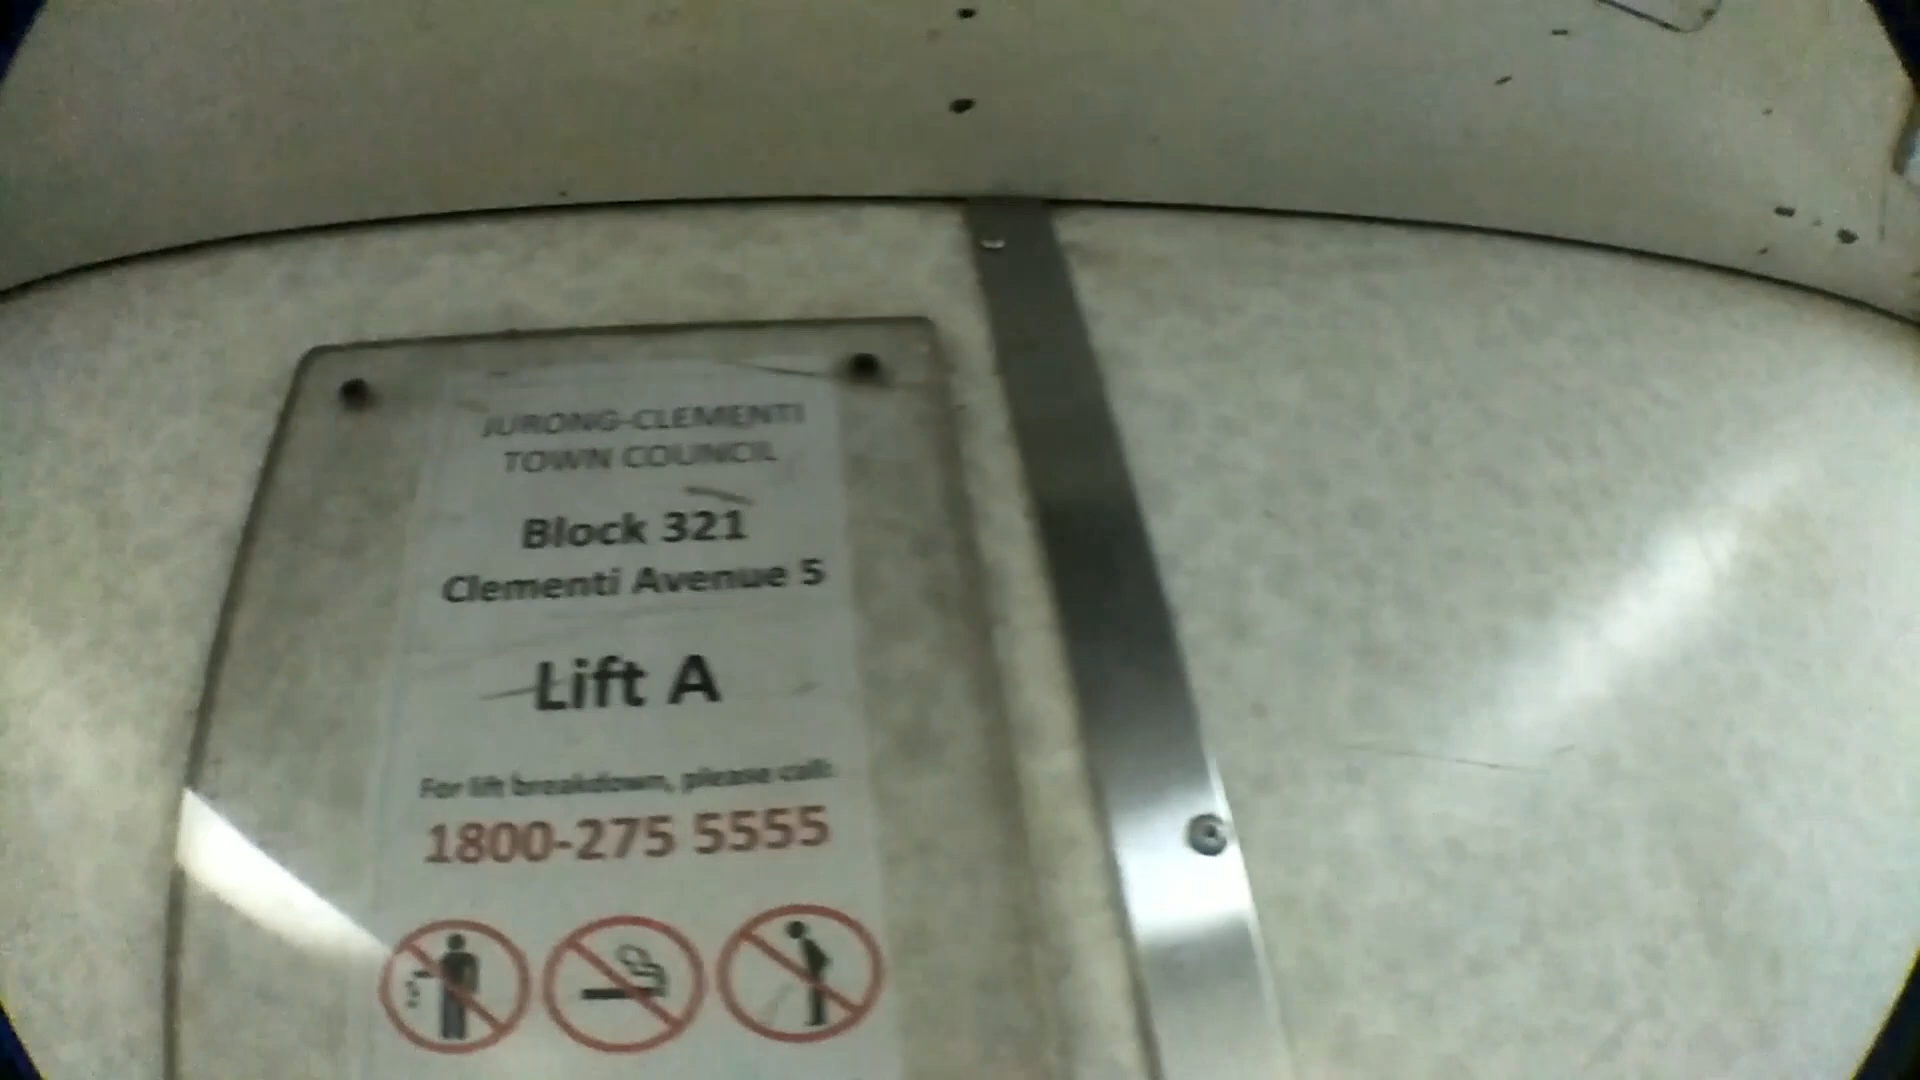 JURONG-CLEMENTI
TOWN COUNCIL
Block 321
Clementi Avenue 5
Lift A
For lift breakdown, please call:
1800-275 5555